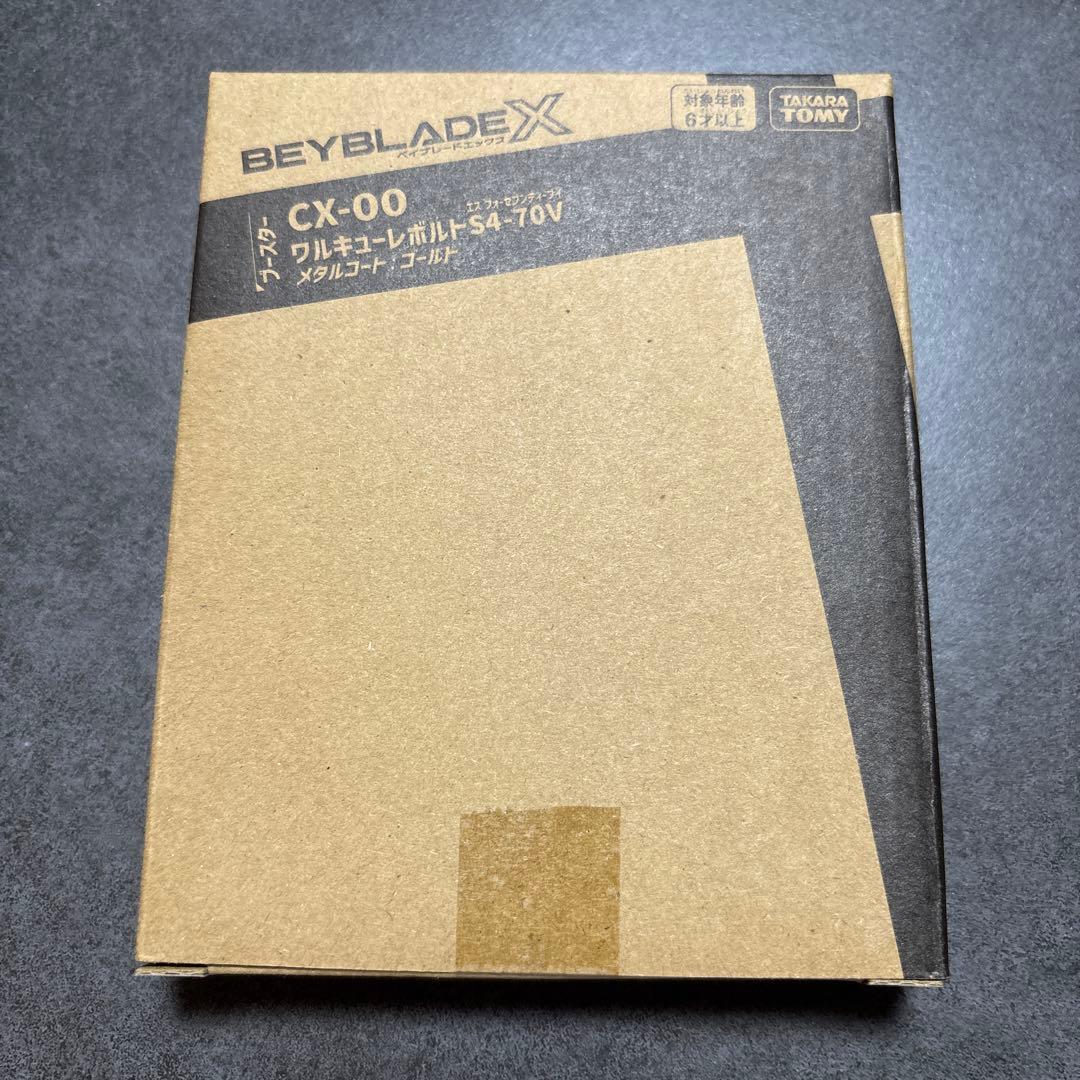 BEYBLADE X
ベイブレードエックス
対象年齢
6才以上
TAKARA
TOMY
ブースター
CX-00
エス フォーセブンティーブイ
ワルキューレボルトS4-70V
メタルコート:ゴールド